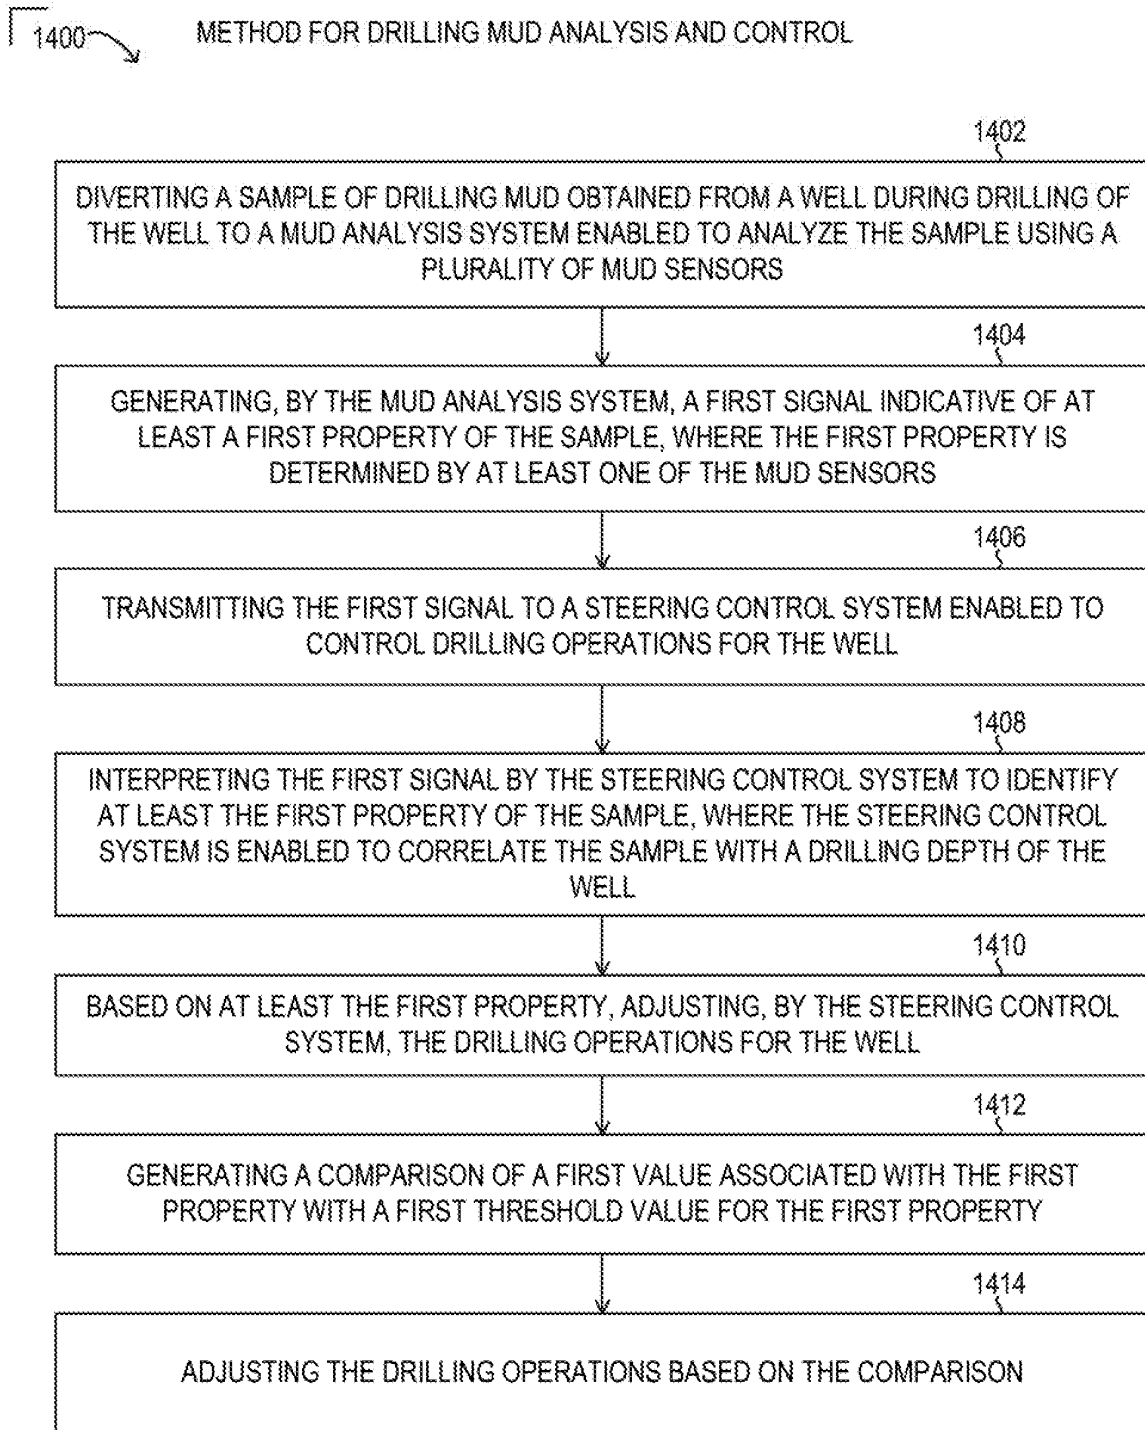 1400
METHOD FOR DRILLING MUD ANALYSIS AND CONTROL
1402
DIVERTING A SAMPLE OF DRILLING MUD OBTAINED FROM A WELL DURING DRILLING OF
THE WELL TO A MUD ANALYSIS SYSTEM ENABLED TO ANALYZE THE SAMPLE USING A
PLURALITY OF MUD SENSORS
1404
GENERATING, BY THE MUD ANALYSIS SYSTEM, A FIRST SIGNAL INDICATIVE OF AT
LEAST A FIRST PROPERTY OF THE SAMPLE, WHERE THE FIRST PROPERTY IS
DETERMINED BY AT LEAST ONE OF THE MUD SENSORS
1406
TRANSMITTING THE FIRST SIGNAL TO A STEERING CONTROL SYSTEM ENABLED TO
CONTROL DRILLING OPERATIONS FOR THE WELL
1408
INTERPRETING THE FIRST SIGNAL BY THE STEERING CONTROL SYSTEM TO IDENTIFY
AT LEAST THE FIRST PROPERTY OF THE SAMPLE, WHERE THE STEERING CONTROL
SYSTEM IS ENABLED TO CORRELATE THE SAMPLE WITH A DRILLING DEPTH OF THE
WELL
1410
BASED ON AT LEAST THE FIRST PROPERTY, ADJUSTING, BY THE STEERING CONTROL
SYSTEM, THE DRILLING OPERATIONS FOR THE WELL
1412
GENERATING A COMPARISON OF A FIRST VALUE ASSOCIATED WITH THE FIRST
PROPERTY WITH A FIRST THRESHOLD VALUE FOR THE FIRST PROPERTY
1414
ADJUSTING THE DRILLING OPERATIONS BASED ON THE COMPARISON